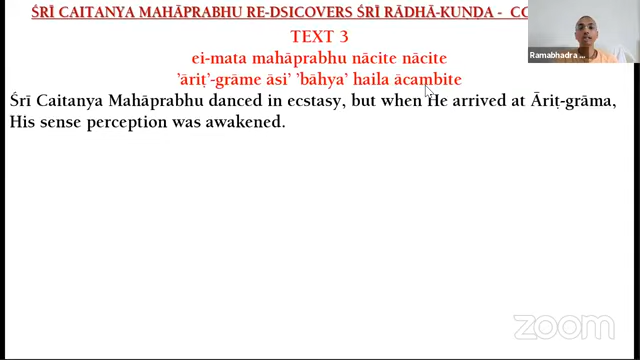 ŚRĪ CAITANYA MAHĀPRABHU RE-DSICOVERS ŚRĪ RĀDHĀ-KUNDA - CC
TEXT 3
ei-mata mahāprabhu nācite nācite
'āriṭ'-grāme āsi' 'bāhya' haila ācambite
Śrī Caitanya Mahāprabhu danced in ecstasy, but when He arrived at Āriṭ-grāma,
His sense perception was awakened.
Ramabhadra
zoom